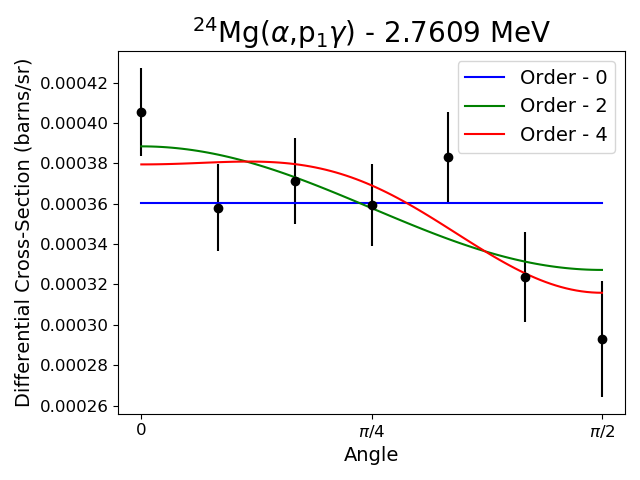 ²⁴Mg(α,p₁γ) - 2.7609 MeV
Order - 0
Order - 2
Order - 4
Differential Cross-Section (barns/sr)
0.00042
0.00040
0.00038
0.00036
0.00034
0.00032
0.00030
0.00028
0.00026
0
π/4
π/2
Angle